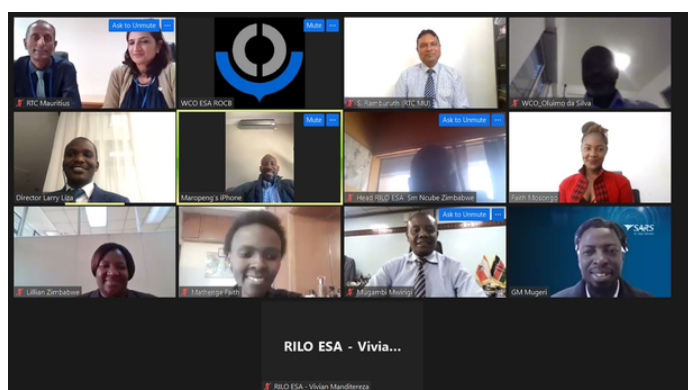 Ask to Unmute
Mute
RTC Mauritius
WCO ESA ROCB
S. Ramburuth (RTC MU)
WCO_Oluimo da Silva
Ask to Unmute
Director Larry Liza
Mute
Maropeng's iPhone
Head RILO ESA Sm Ncube Zimbabwe
Faith Mosongo
Ask to Unmute
Lillian Zimbabwe
Mathenge Faith
Mugambi Mwirigi
SARS
GM Mugeri
RILO ESA - Vivia...
RILO ESA - Vivian Manditereza